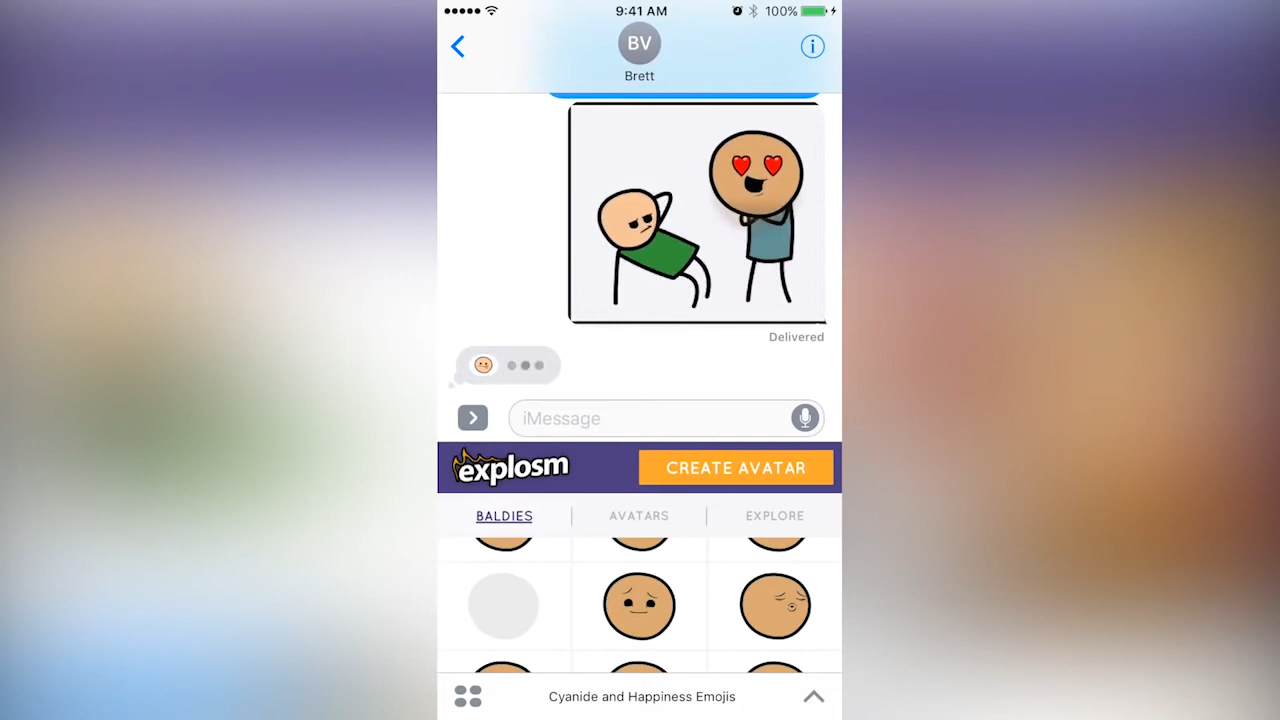 9:41 AM
100%
BV
Brett
Delivered
iMessage
explosm
CREATE AVATAR
BALDIES
AVATARS
EXPLORE
Cyanide and Happiness Emojis